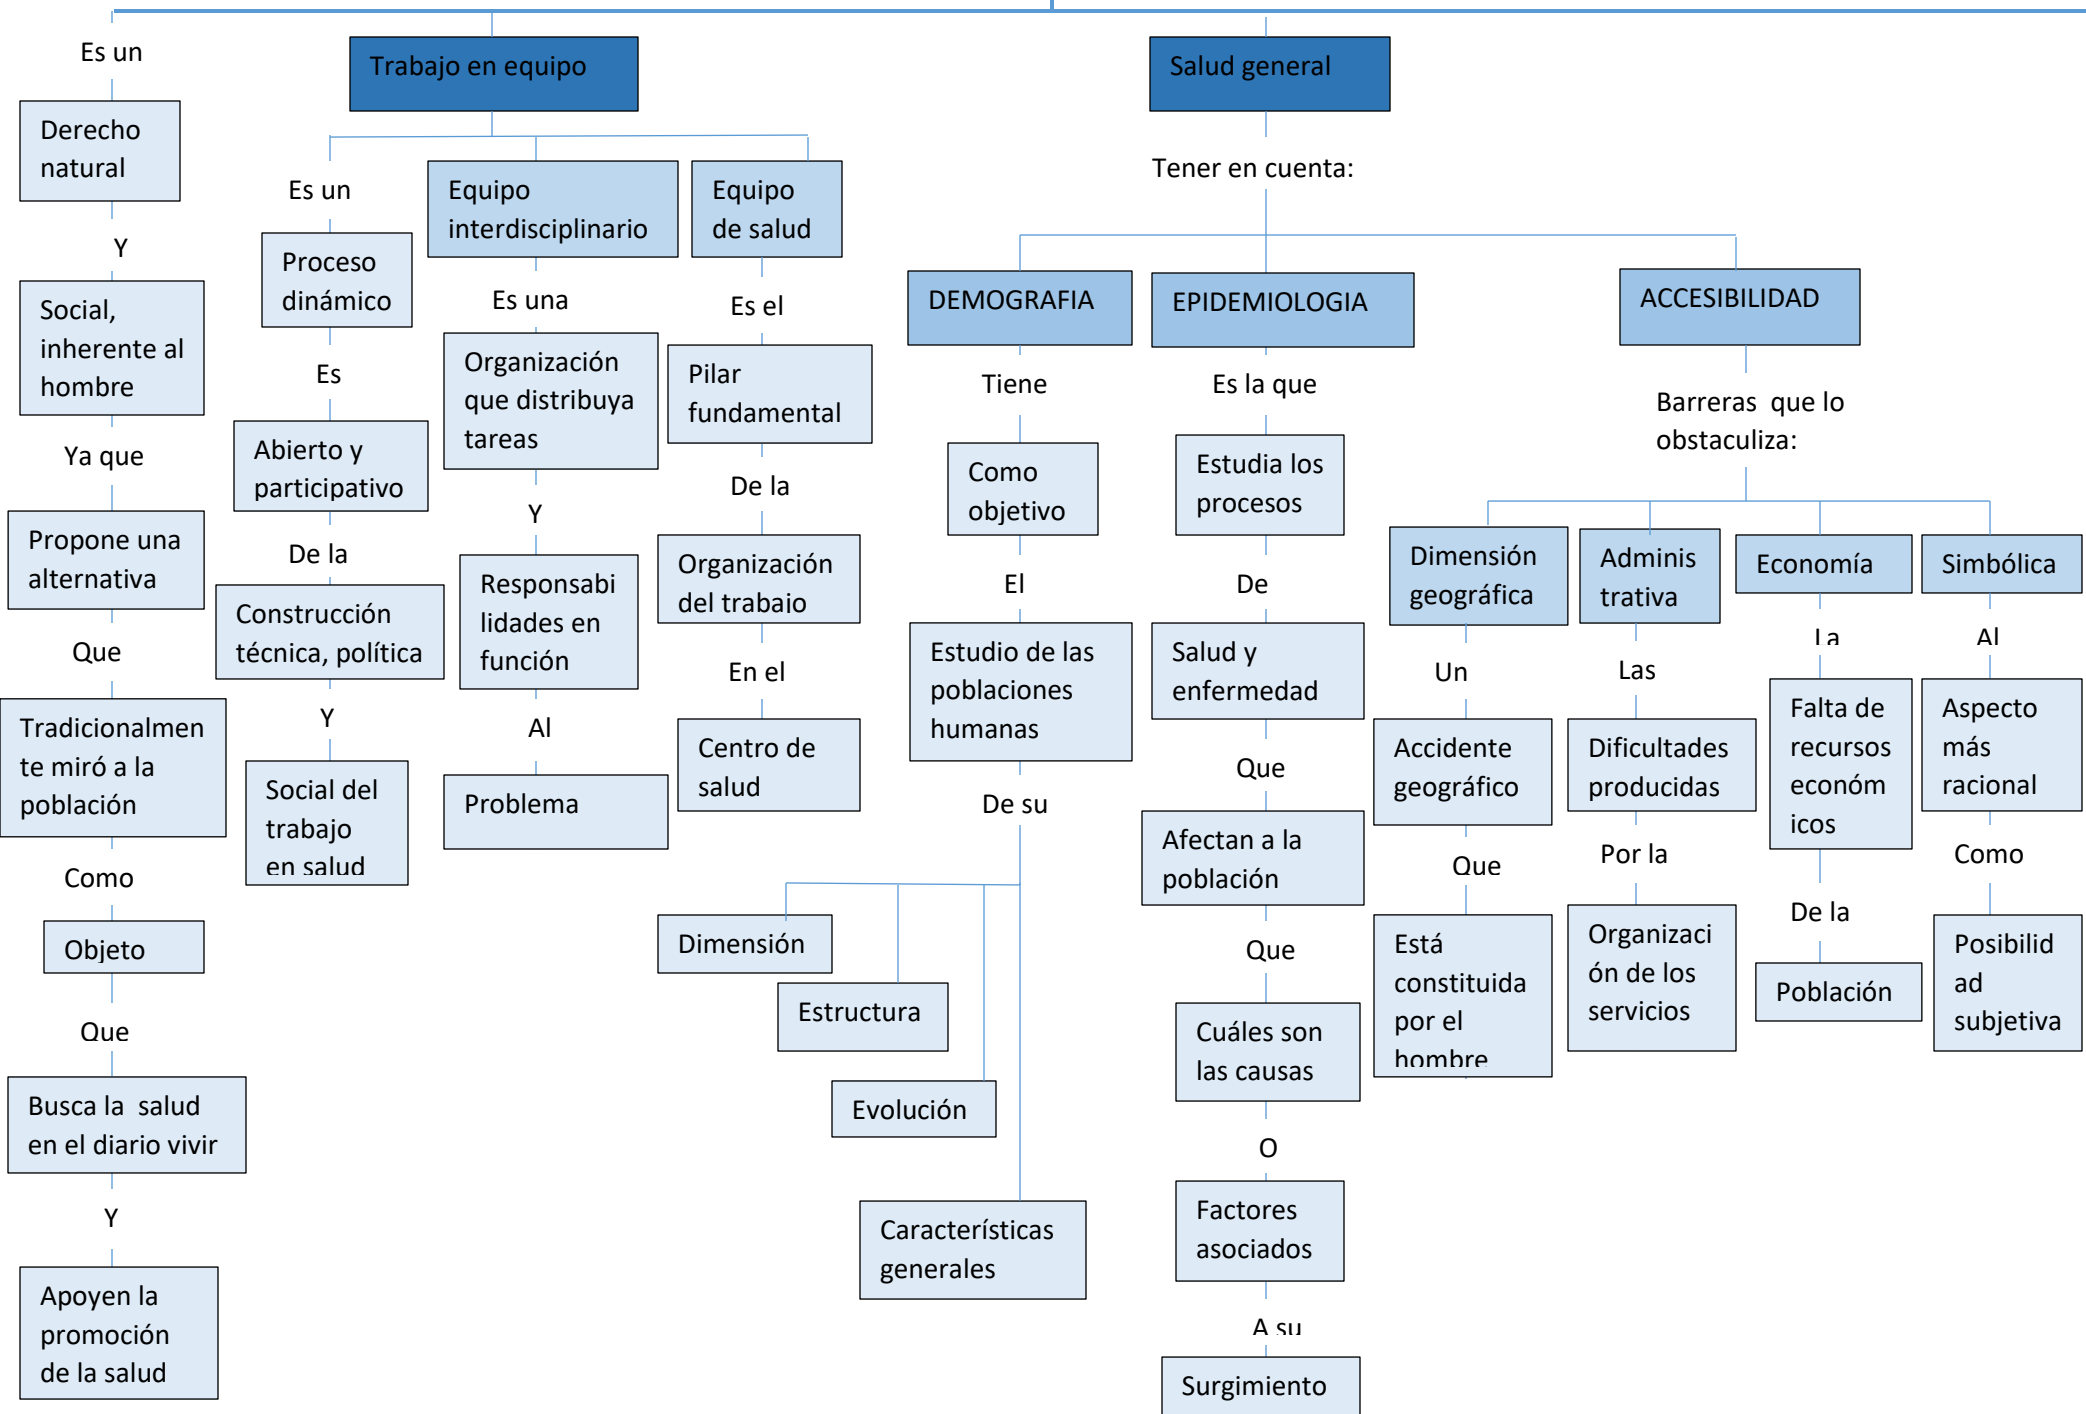 Es un
Derecho
natural
Y
Social,
inherente al
hombre
Ya que
Propone una
alternativa
Que
Tradicionalmen
te miró a la
población
Como
Objeto
Que
Busca la  salud
en el diario vivir
Y
Apoyen la
promoción
de la salud
Trabajo en equipo
Es un
Proceso
dinámico
Es
Abierto y
participativo
De la
Construcción
técnica, política
Y
Social del
trabajo
en salud
Equipo
interdisciplinario
Es una
Organización
que distribuya
tareas
Y
Responsabi
lidades en
función
Al
Problema
Equipo
de salud
Es el
Pilar
fundamental
De la
Organización
del trabajo
En el
Centro de
salud
Salud general
Tener en cuenta:
DEMOGRAFIA
Tiene
Como
objetivo
El
Estudio de las
poblaciones
humanas
De su
Dimensión
Estructura
Evolución
Características
generales
EPIDEMIOLOGIA
Es la que
Estudia los
procesos
De
Salud y
enfermedad
Que
Afectan a la
población
Que
Cuáles son
las causas
O
Factores
asociados
A su
Surgimiento
ACCESIBILIDAD
Barreras  que lo
obstaculiza:
Dimensión
geográfica
Un
Accidente
geográfico
Que
Está
constituida
por el
hombre
Adminis
trativa
Las
Dificultades
producidas
Por la
Organizaci
ón de los
servicios
Economía
La
Falta de
recursos
económ
icos
De la
Población
Simbólica
Al
Aspecto
más
racional
Como
Posibilid
ad
subjetiva